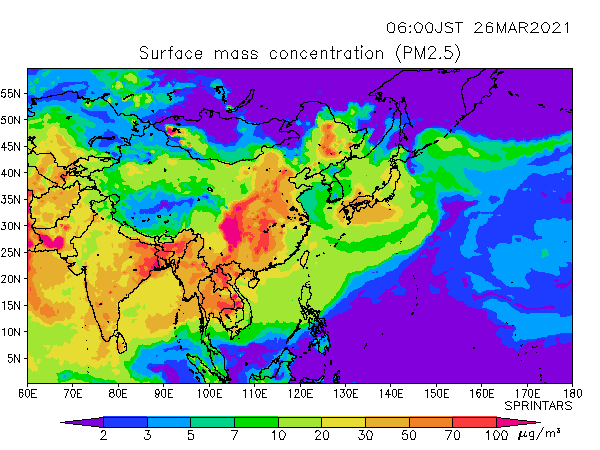 06:00JST 26MAR2021
Surface mass concentration (PM2.5)
55N
50N
45N
40N
35N
30N
25N
20N
15N
10N
5N
60E 70E 80E 90E 100E 110E 120E 130E 140E 150E 160E 170E 180
SPRINTARS
2 3 5 7 10 20 30 50 70 100 μg/m³